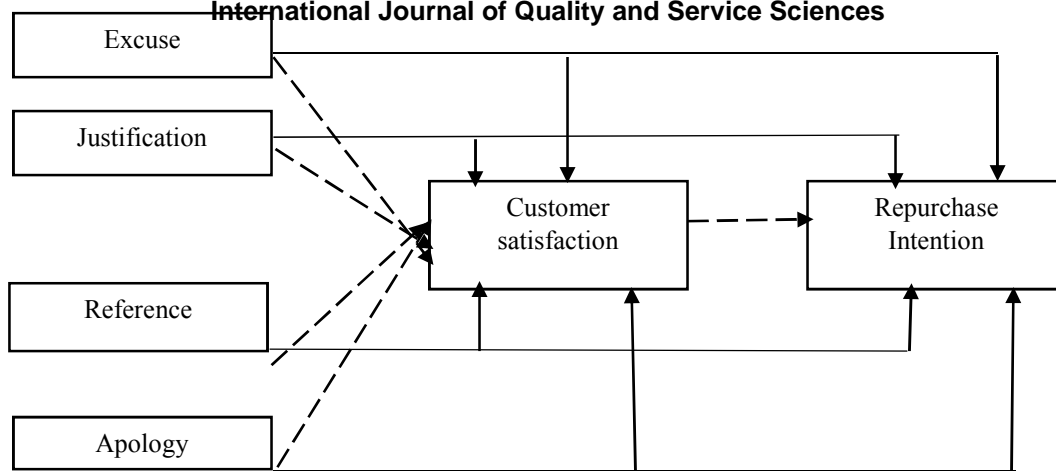 International Journal of Quality and Service Sciences
Excuse
Justification
Customer
satisfaction
Repurchase
Intention
Reference
Apology